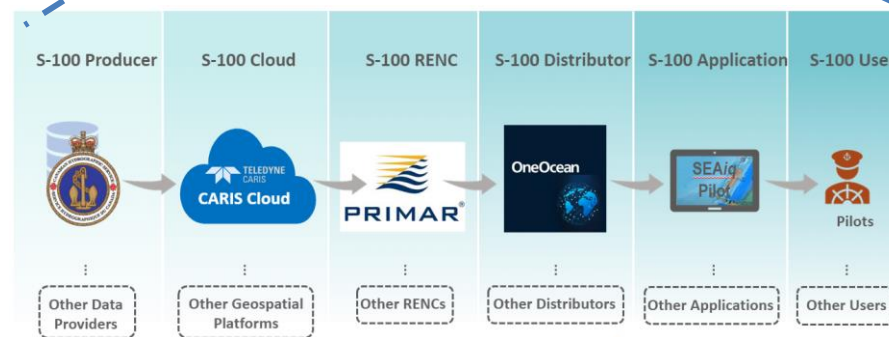 S-100 Producer
S-100 Cloud
S-100 RENC
S-100 Distributor
S-100 Application
S-100 Use
TELEDYNE
CARIS
CARIS Cloud
PRIMAR®
OneOcean
SEAiq
Pilot
Pilots
Other Data
Providers
Other Geospatial
Platforms
Other RENCs
Other Distributors
Other Applications
Other Users